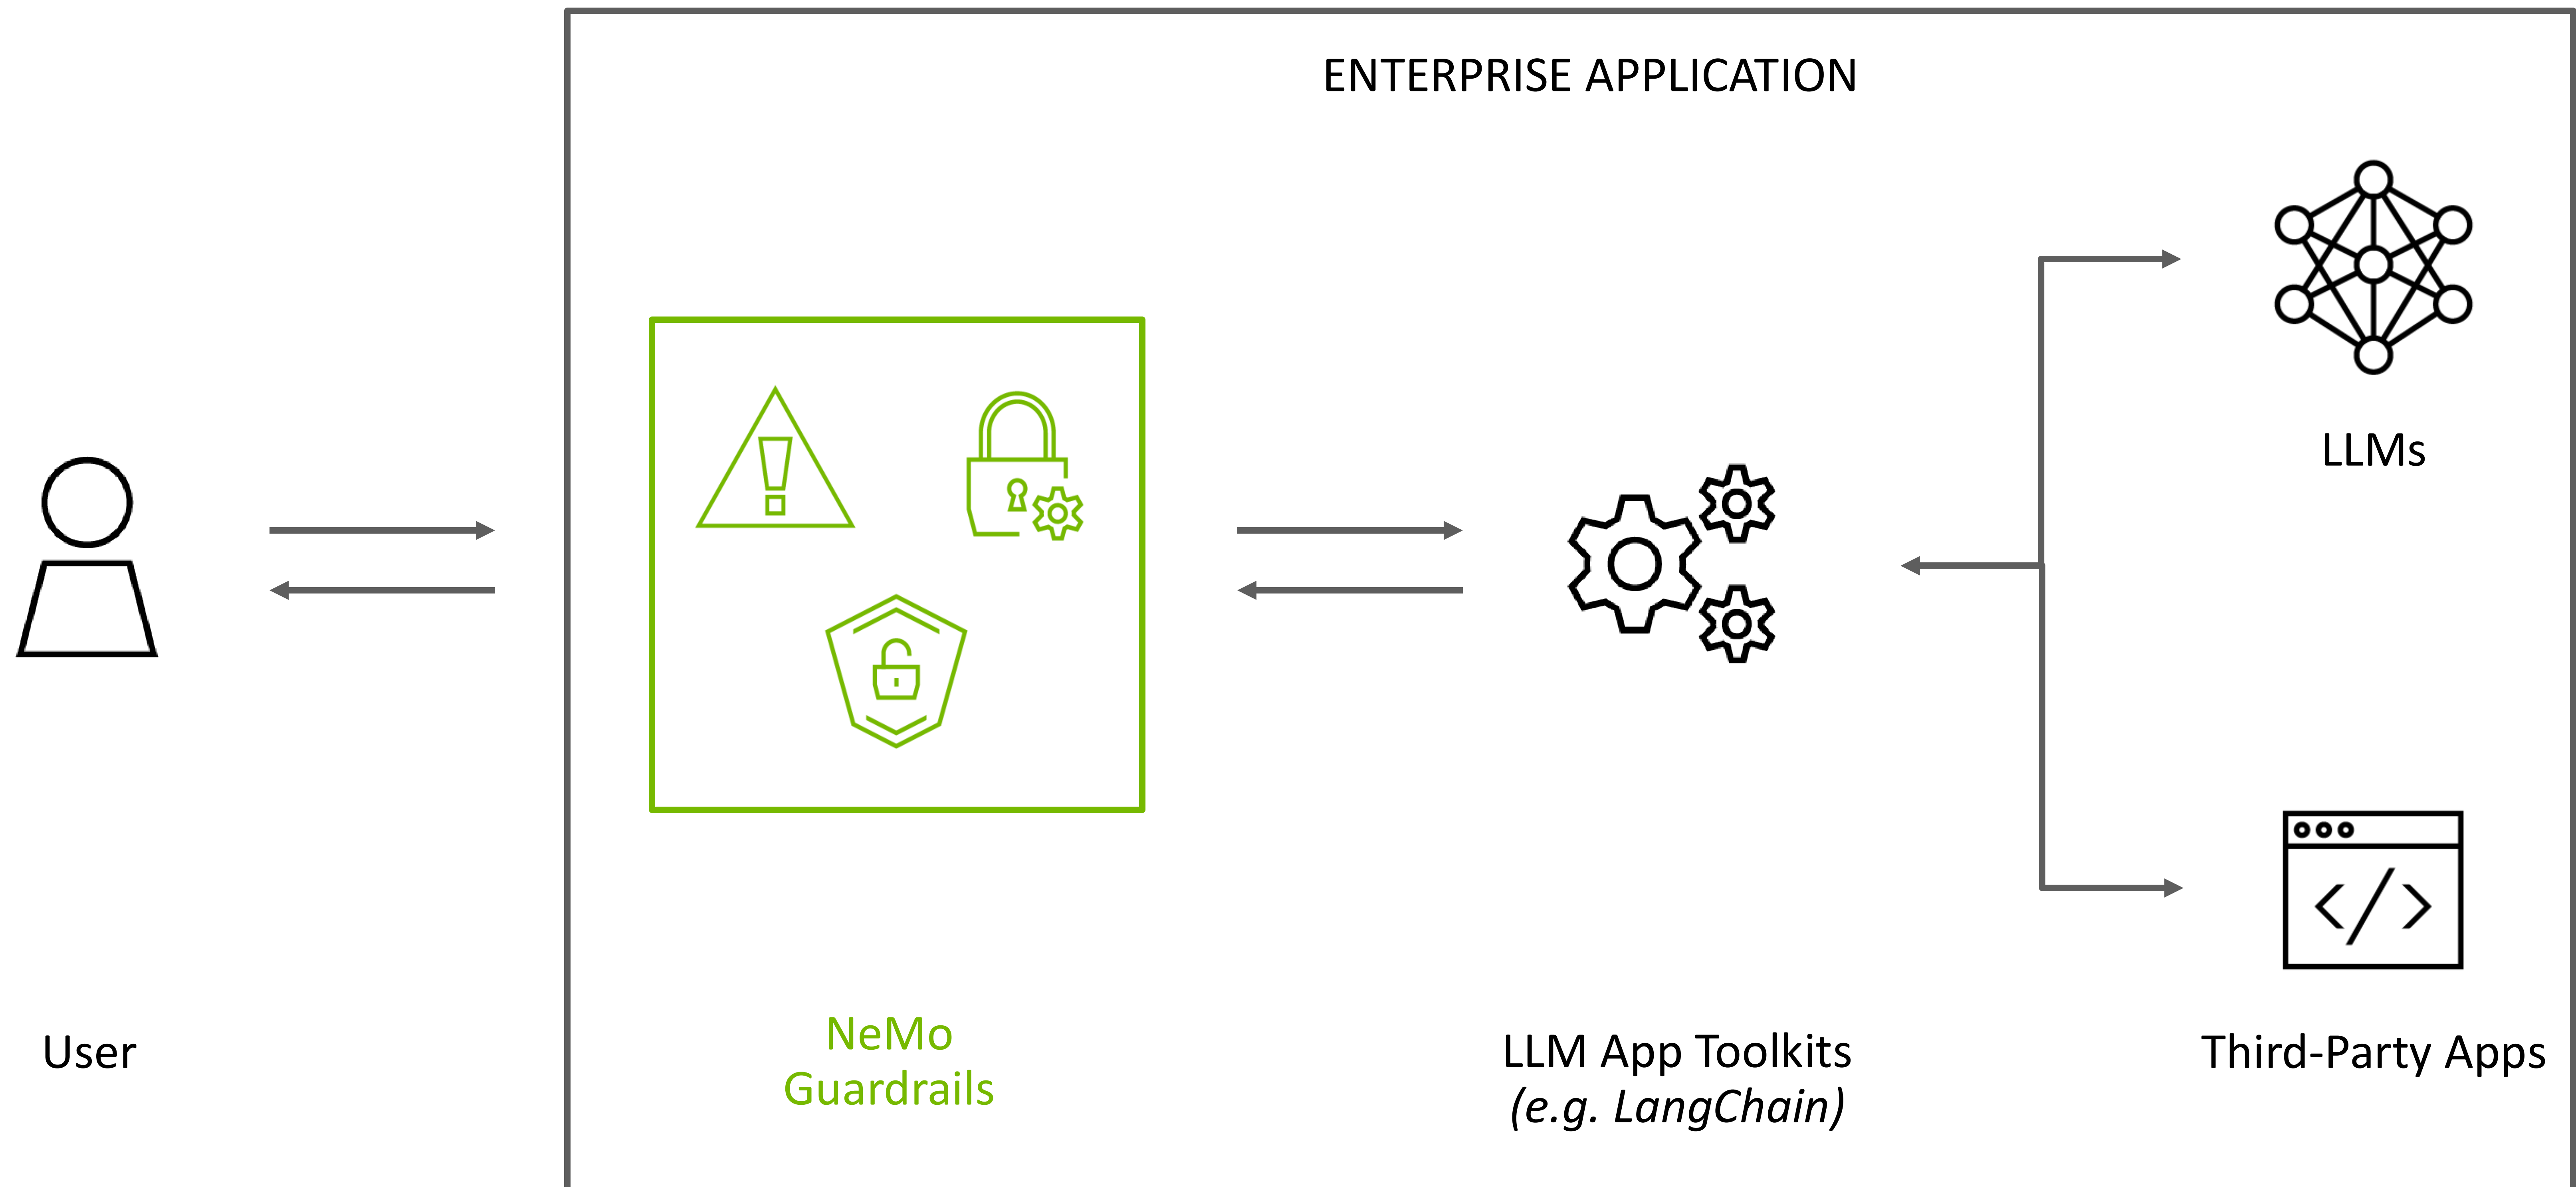 ENTERPRISE APPLICATION
LLMs
User
NeMo
Guardrails
LLM App Toolkits
(e.g. LangChain)
Third-Party Apps